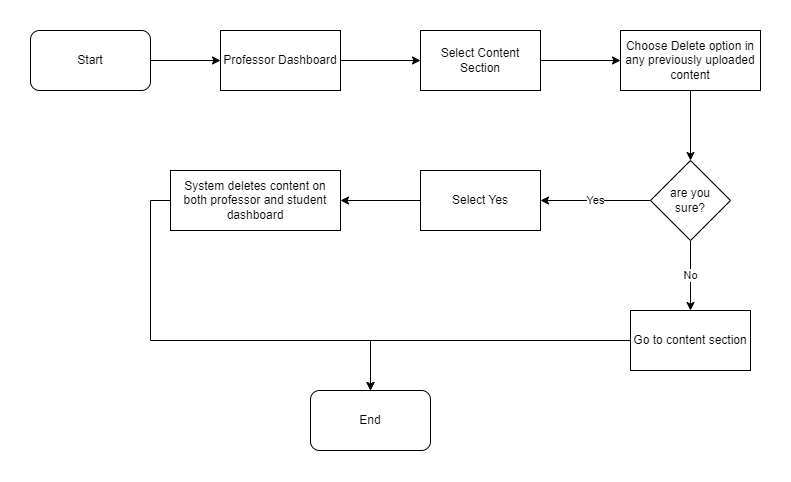 Start
Professor Dashboard
Select Content
Section
Choose Delete option in
any previously uploaded
content
are you
sure?
Yes
Select Yes
System deletes content on
both professor and student
dashboard
No
Go to content section
End